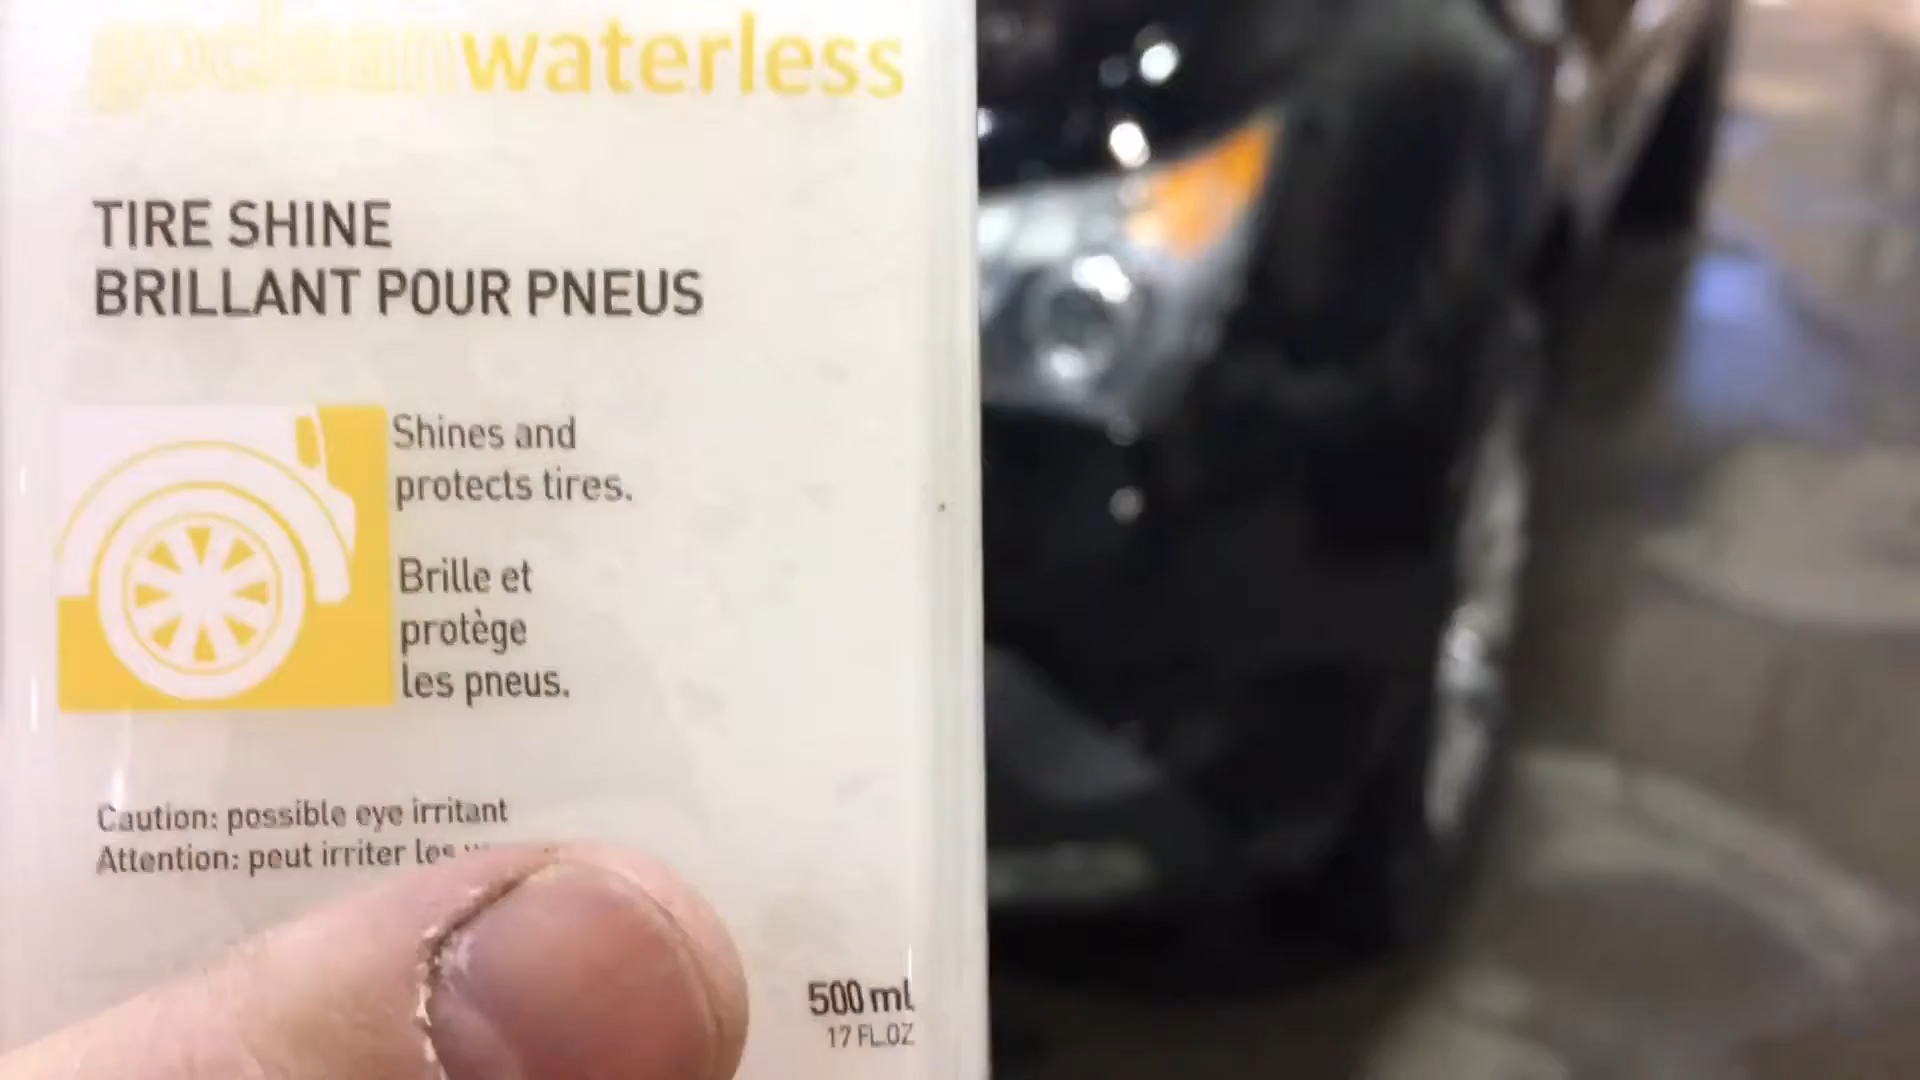 gocleanwaterless
TIRE SHINE
BRILLANT POUR PNEUS
Shines and
protects tires.
Brille et
protège
les pneus.
Caution: possible eye irritant
Attention: peut irriter les
500 ml
17 FL.OZ